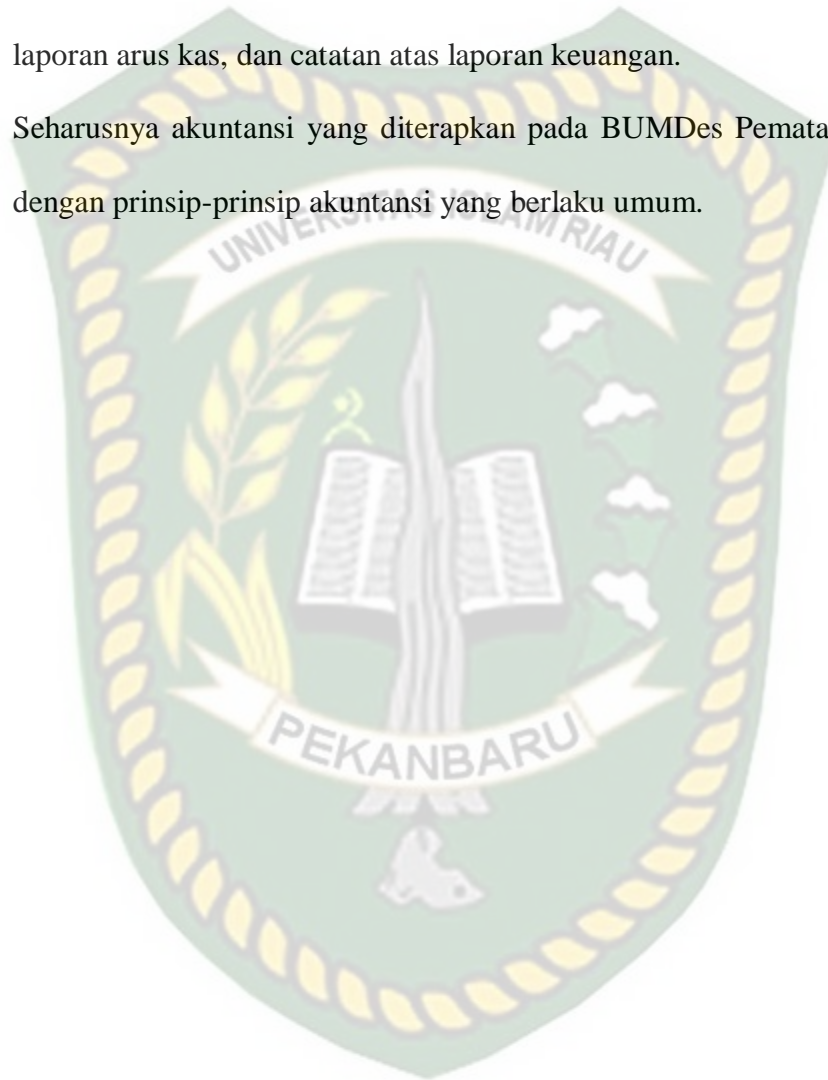 laporan arus kas, dan catatan atas laporan keuangan.
Seharusnya akuntansi yang diterapkan pada BUMDes Pemata
dengan prinsip-prinsip akuntansi yang berlaku umum.
UNIVERSITAS ISLAM RIAU
PEKANBARU